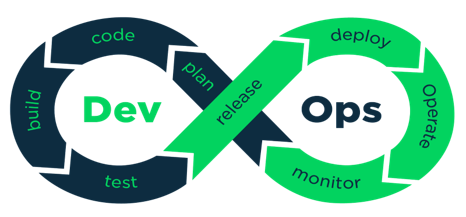 plan
code
build
test
release
deploy
Operate
monitor
Dev
Ops